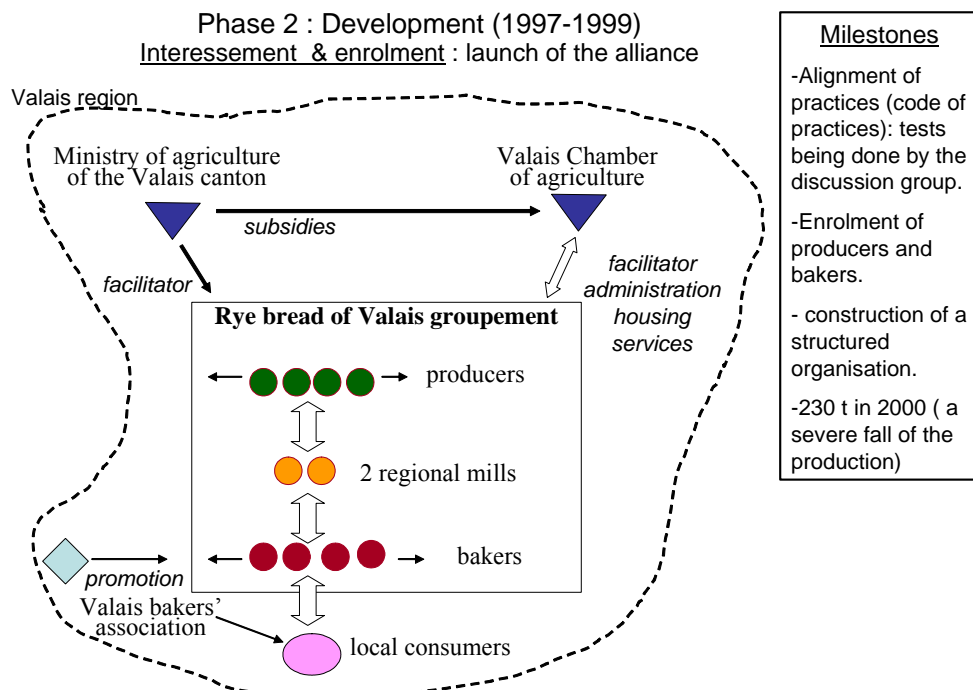 Phase 2 : Development (1997-1999)
Interessement & enrolment : launch of the alliance
Valais region
Ministry of agriculture
of the Valais canton
Valais Chamber
of agriculture
subsidies
facilitator
facilitator
administration
housing
services
Rye bread of Valais groupement
producers
2 regional mills
bakers
promotion
Valais bakers’
association
local consumers
Milestones
-Alignment of
practices (code of
practices): tests
being done by the
discussion group.
-Enrolment of
producers and
bakers.
- construction of a
structured
organisation.
-230 t in 2000 ( a
severe fall of the
production)